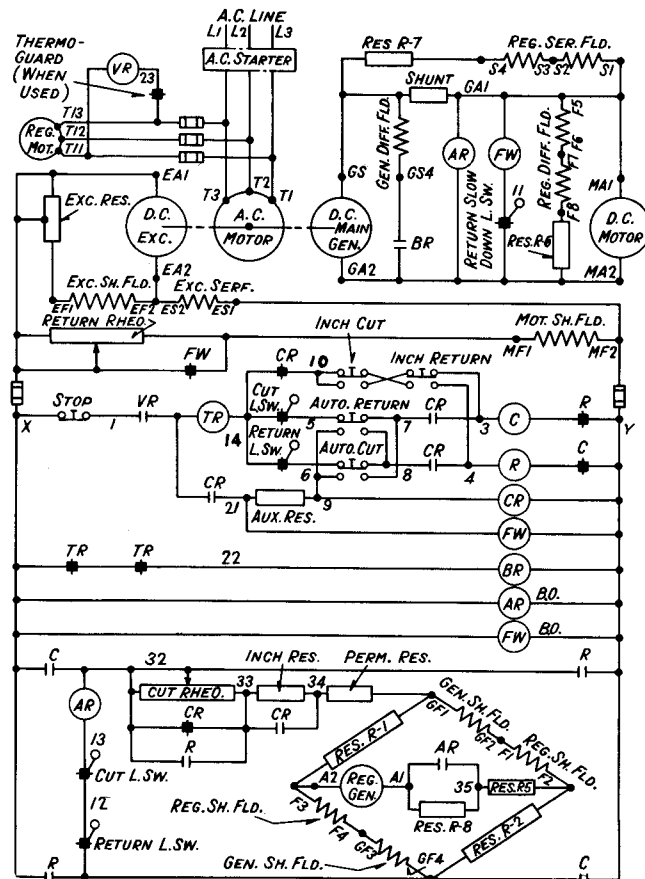 A.C. LINE
L1 L2 L3
THERMO-
GUARD
(WHEN
USED)
VR
23
A.C. STARTER
RES R-7
REG. SER. FLD.
S4 S3 S2 S1
SHUNT
GA1
T13
T12
T11
REG.
MOT.
GEN. DIFF. FLD.
GS
GS4
AR
FW
RETURN SLOW
DOWN L. SW.
11
REG. DIFF. FLD.
F5
F6
F7
F8
RES. R-6
MA1
EA1
EXC. RES.
D.C.
EXC.
T3
T2
T1
A.C.
MOTOR
D.C.
MAIN
GEN.
BR
D.C.
MOTOR
EA2
GA2
MA2
EXC. SH. FLD.
EXC. SERF.
EF1 EF2 ES2 ES1
RETURN RHEO.
INCH CUT
MOT. SH. FLD.
MF1 MF2
FW
CR
10
INCH RETURN
STOP
VR
CUT
L.SW.
AUTO. RETURN
CR
R
X
1
TR
14
5
7
3
C
Y
RETURN
L. SW.
AUTO. CUT
CR
C
6
8
4
R
CR
21
AUX. RES.
9
CR
FW
TR
TR
22
BR
AR
B.O.
FW
B.O.
C
32
INCH RES.
PERM. RES.
R
33
34
AR
CUT RHEO.
CR
CR
R
GF1
GEN. SH. FLD.
GF2
F1
REG. SH. FLD.
F2
RES. R-1
13
CUT L.SW.
AR
A2
REG.
GEN.
A1
35
RES. R5
12
RETURN L. SW.
REG. SH. FLD.
F3
F4
RES. R-8
RES. R-2
GF3
GF4
GEN. SH. FLD.
R
C